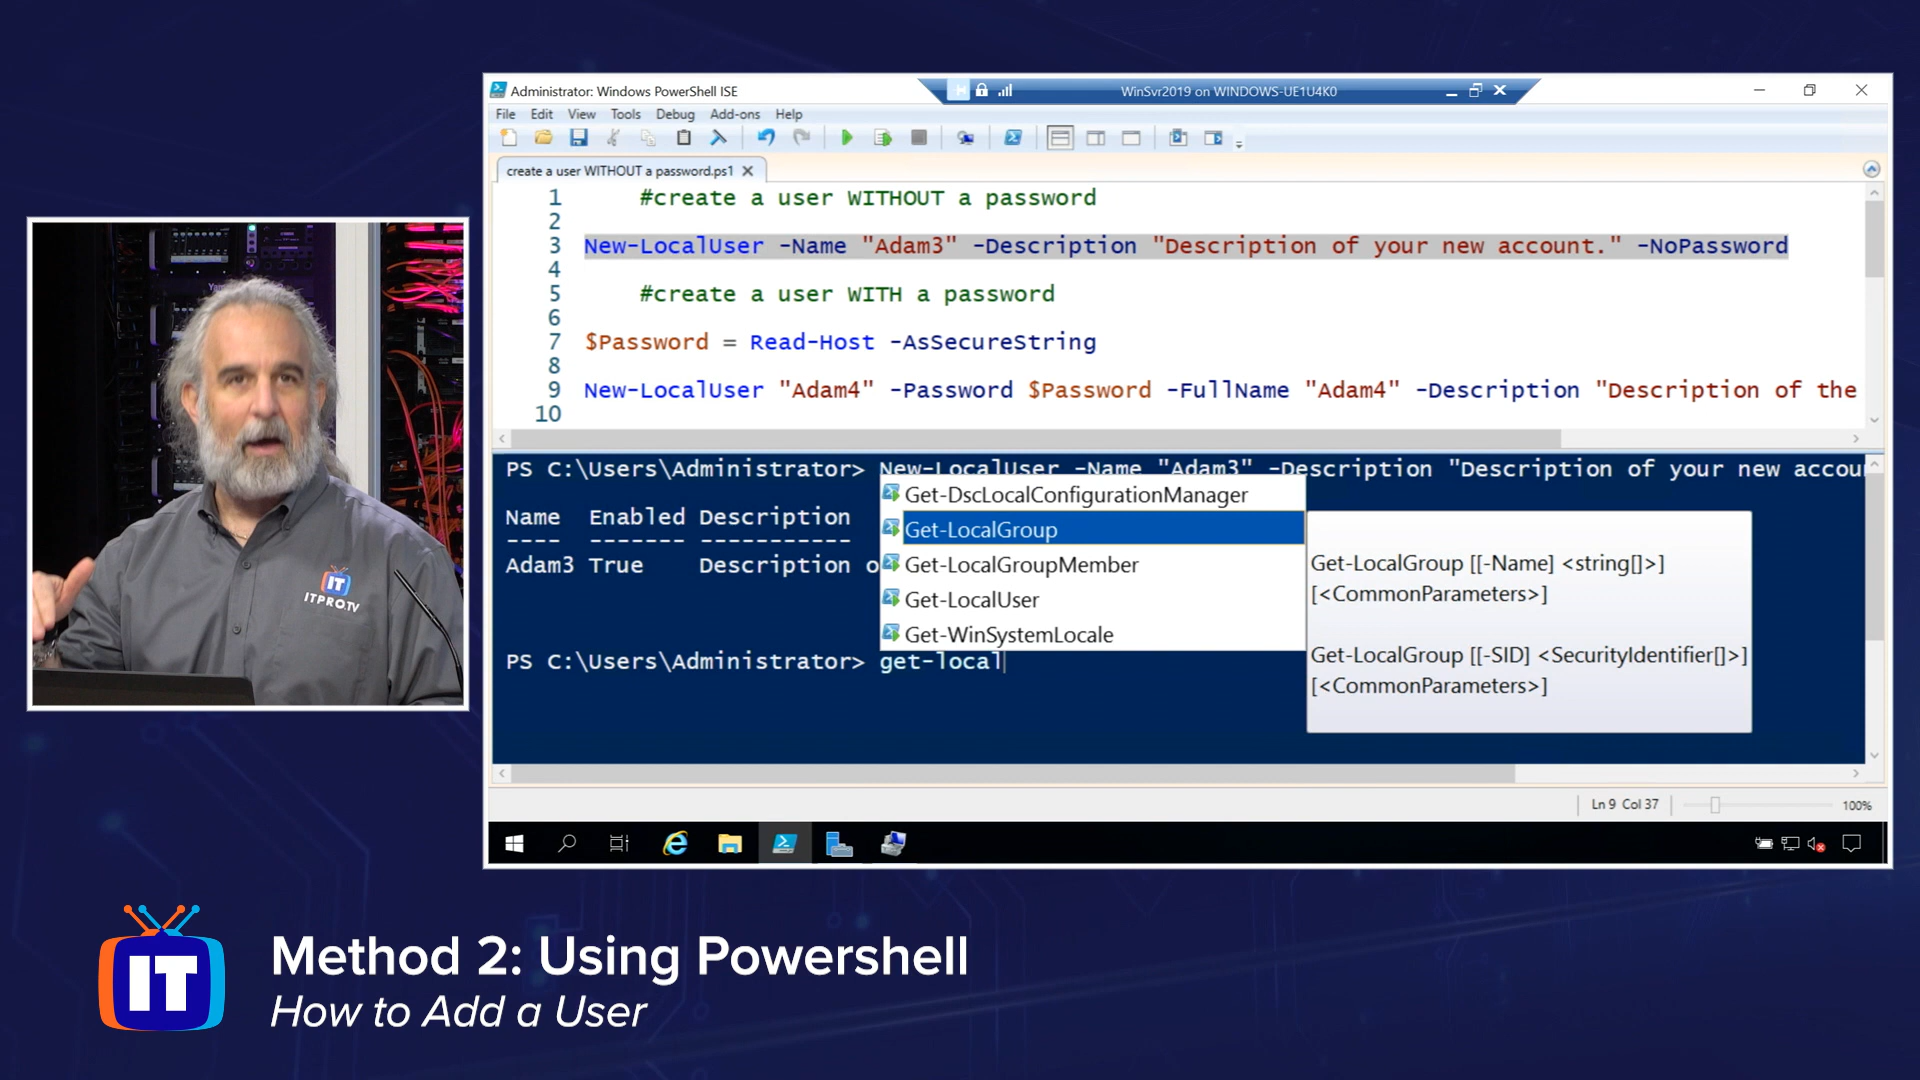 Administrator: Windows PowerShell ISE
WinSvr2019 on WINDOWS-UE1U4K0
File Edit View Tools Debug Add-ons Help
create a user WITHOUT a password.ps1
1 #create a user WITHOUT a password
2
3 New-LocalUser -Name "Adam3" -Description "Description of your new account." -NoPassword
4
5 #create a user WITH a password
6
7 $Password = Read-Host -AsSecureString
8
9 New-LocalUser "Adam4" -Password $Password -FullName "Adam4" -Description "Description of the
10
PS C:\Users\Administrator> New-LocalUser -Name "Adam3" -Description "Description of your new accou
Name Enabled Description
---- ------- -----------
Adam3 True Description o
Get-DscLocalConfigurationManager
Get-LocalGroup
Get-LocalGroupMember
Get-LocalUser
Get-WinSystemLocale
Get-LocalGroup [[-Name] <string[]>]
[<CommonParameters>]
Get-LocalGroup [[-SID] <SecurityIdentifier[]>]
[<CommonParameters>]
PS C:\Users\Administrator> get-local
Ln 9 Col 37
100%
IT
ITPRO.TV
IT
Method 2: Using Powershell
How to Add a User